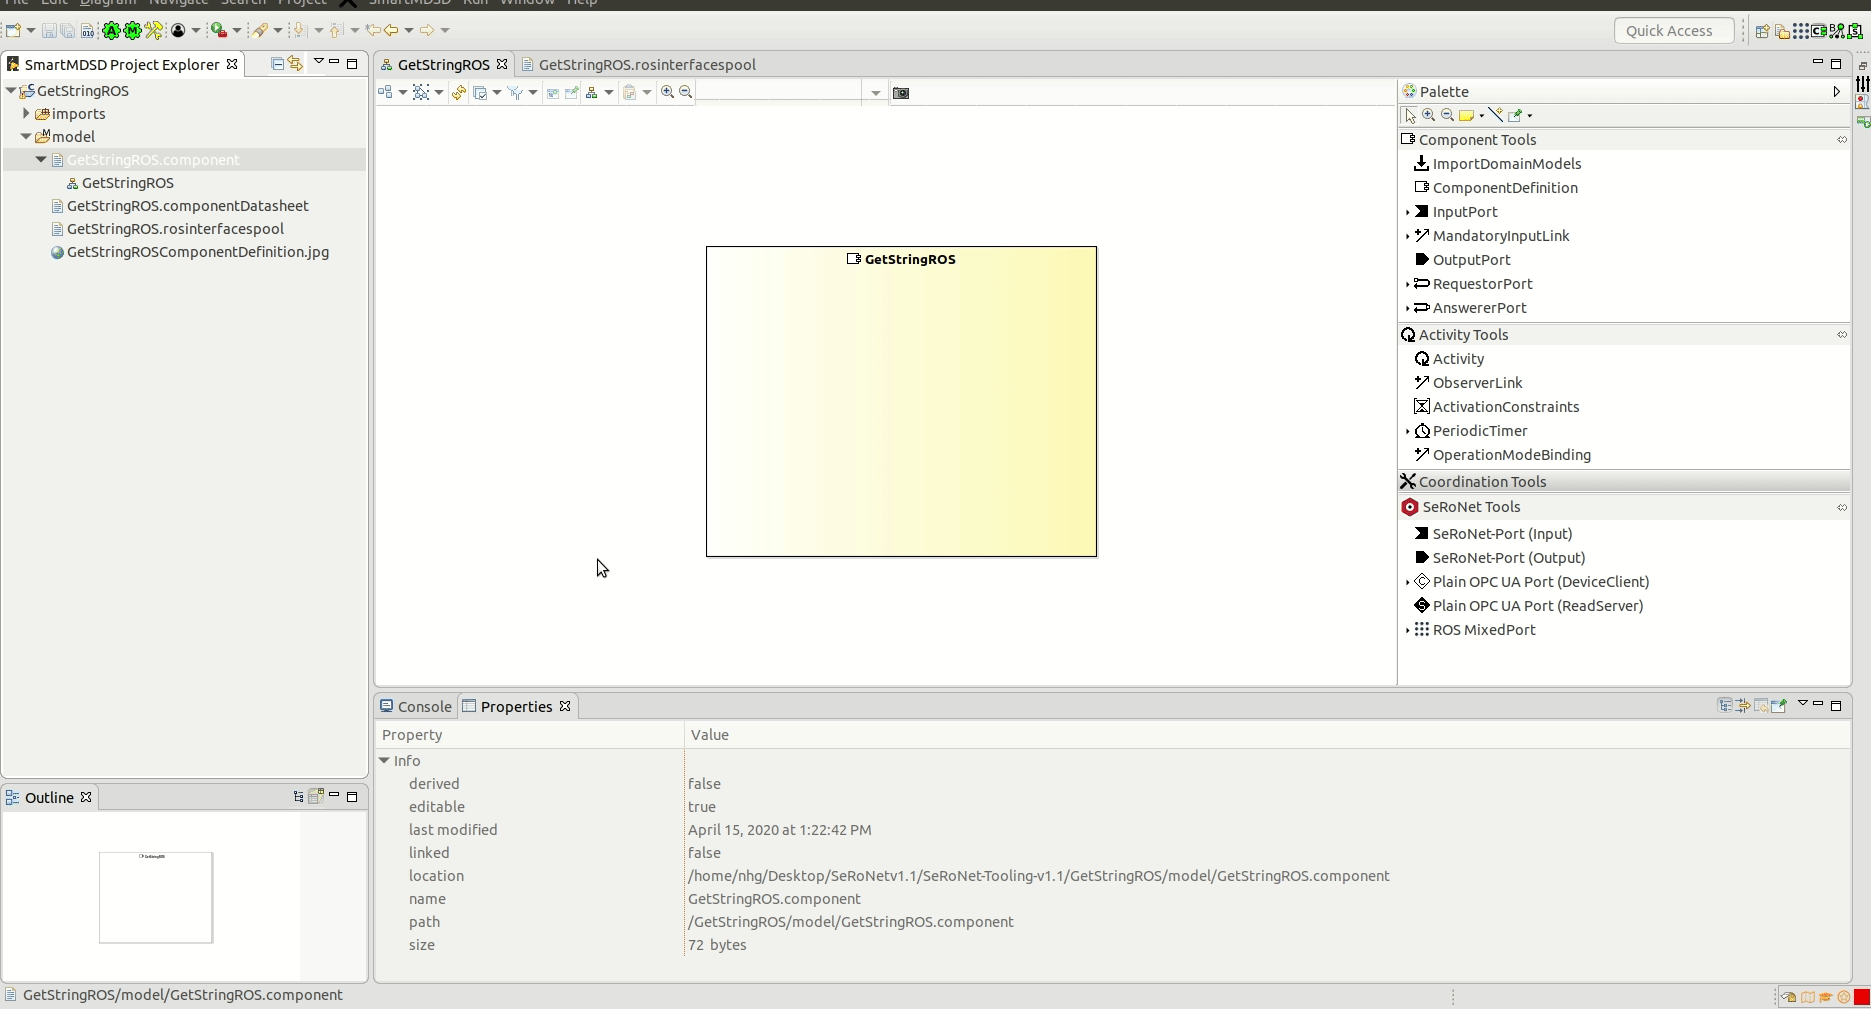 File Edit Diagram Navigate Search Project SmartMDSD Run Window Help
Quick Access
SmartMDSD Project Explorer
GetStringROS
imports
model
GetStringROS.component
GetStringROS
GetStringROS.componentDatasheet
GetStringROS.rosinterfacespool
GetStringROSComponentDefinition.jpg
GetStringROS
GetStringROS.rosinterfacespool
GetStringROS
Palette
Component Tools
ImportDomainModels
ComponentDefinition
InputPort
MandatoryInputLink
OutputPort
RequestorPort
AnswererPort
Activity Tools
Activity
ObserverLink
ActivationConstraints
PeriodicTimer
OperationModeBinding
Coordination Tools
SeRoNet Tools
SeRoNet-Port (Input)
SeRoNet-Port (Output)
Plain OPC UA Port (DeviceClient)
Plain OPC UA Port (ReadServer)
ROS MixedPort
Console
Properties
Property Value
Info
derived false
editable true
last modified April 15, 2020 at 1:22:42 PM
linked false
location /home/nhg/Desktop/SeRoNetv1.1/SeRoNet-Tooling-v1.1/GetStringROS/model/GetStringROS.component
name GetStringROS.component
path /GetStringROS/model/GetStringROS.component
size 72 bytes
Outline
GetStringROS
GetStringROS/model/GetStringROS.component